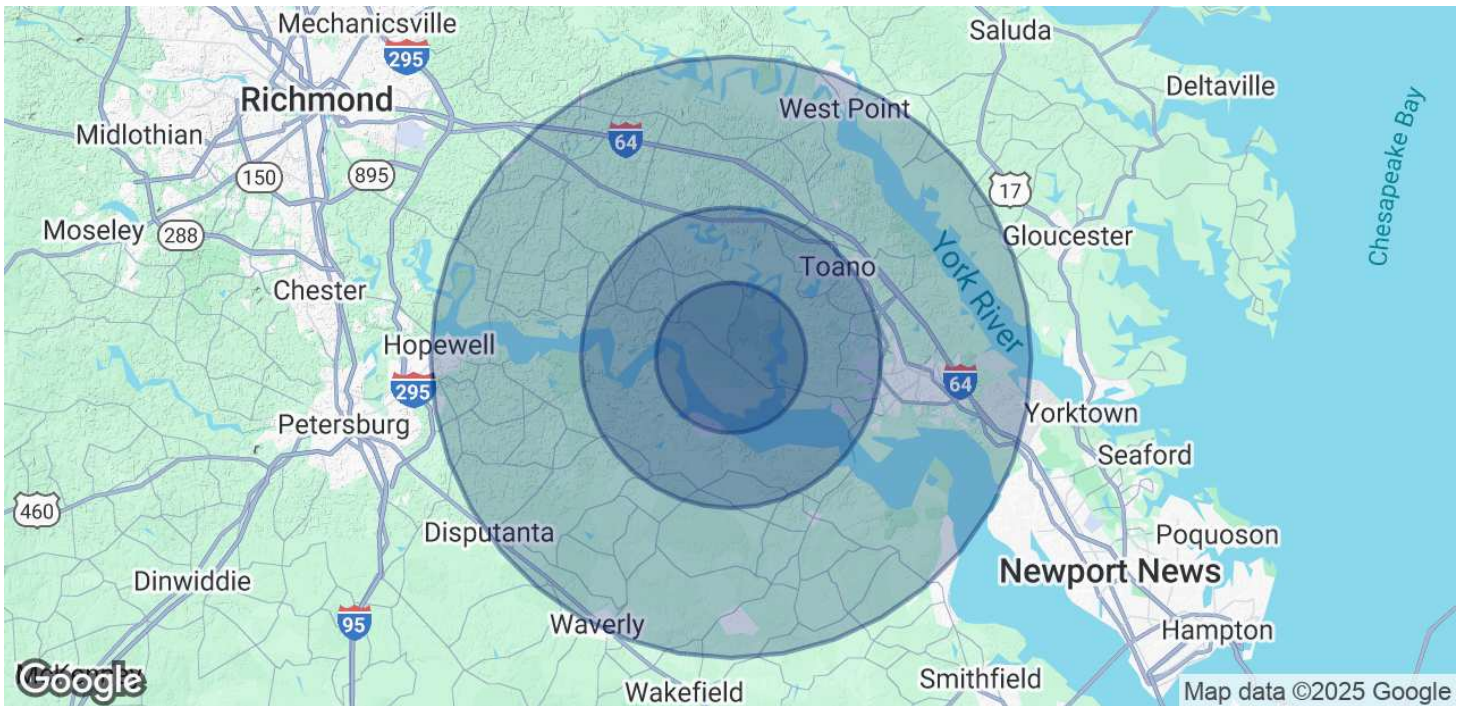 Mechanicsville
Saluda
295
Deltaville
Richmond
West Point
Midlothian
64
Chesapeake Bay
150
895
17
Moseley
288
Gloucester
York River
Toano
Chester
Hopewell
295
64
Petersburg
Yorktown
Seaford
460
Disputanta
Poquoson
Dinwiddie
Newport News
95
Waverly
Hampton
McKenney
Google
Wakefield
Smithfield
Map data ©2025 Google